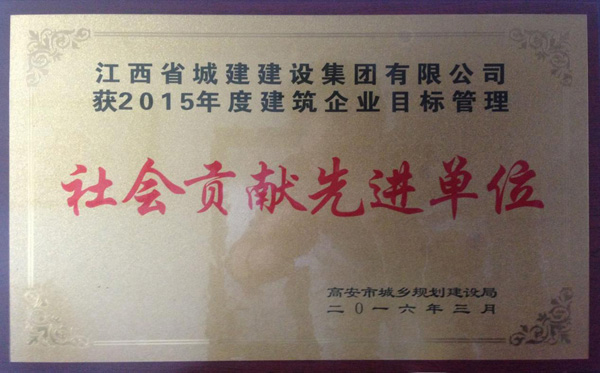 江西省城建建设集团有限公司
获2015年度建筑企业目标管理
社会贡献先进单位
高安市城乡规划建设局
二〇一六年三月